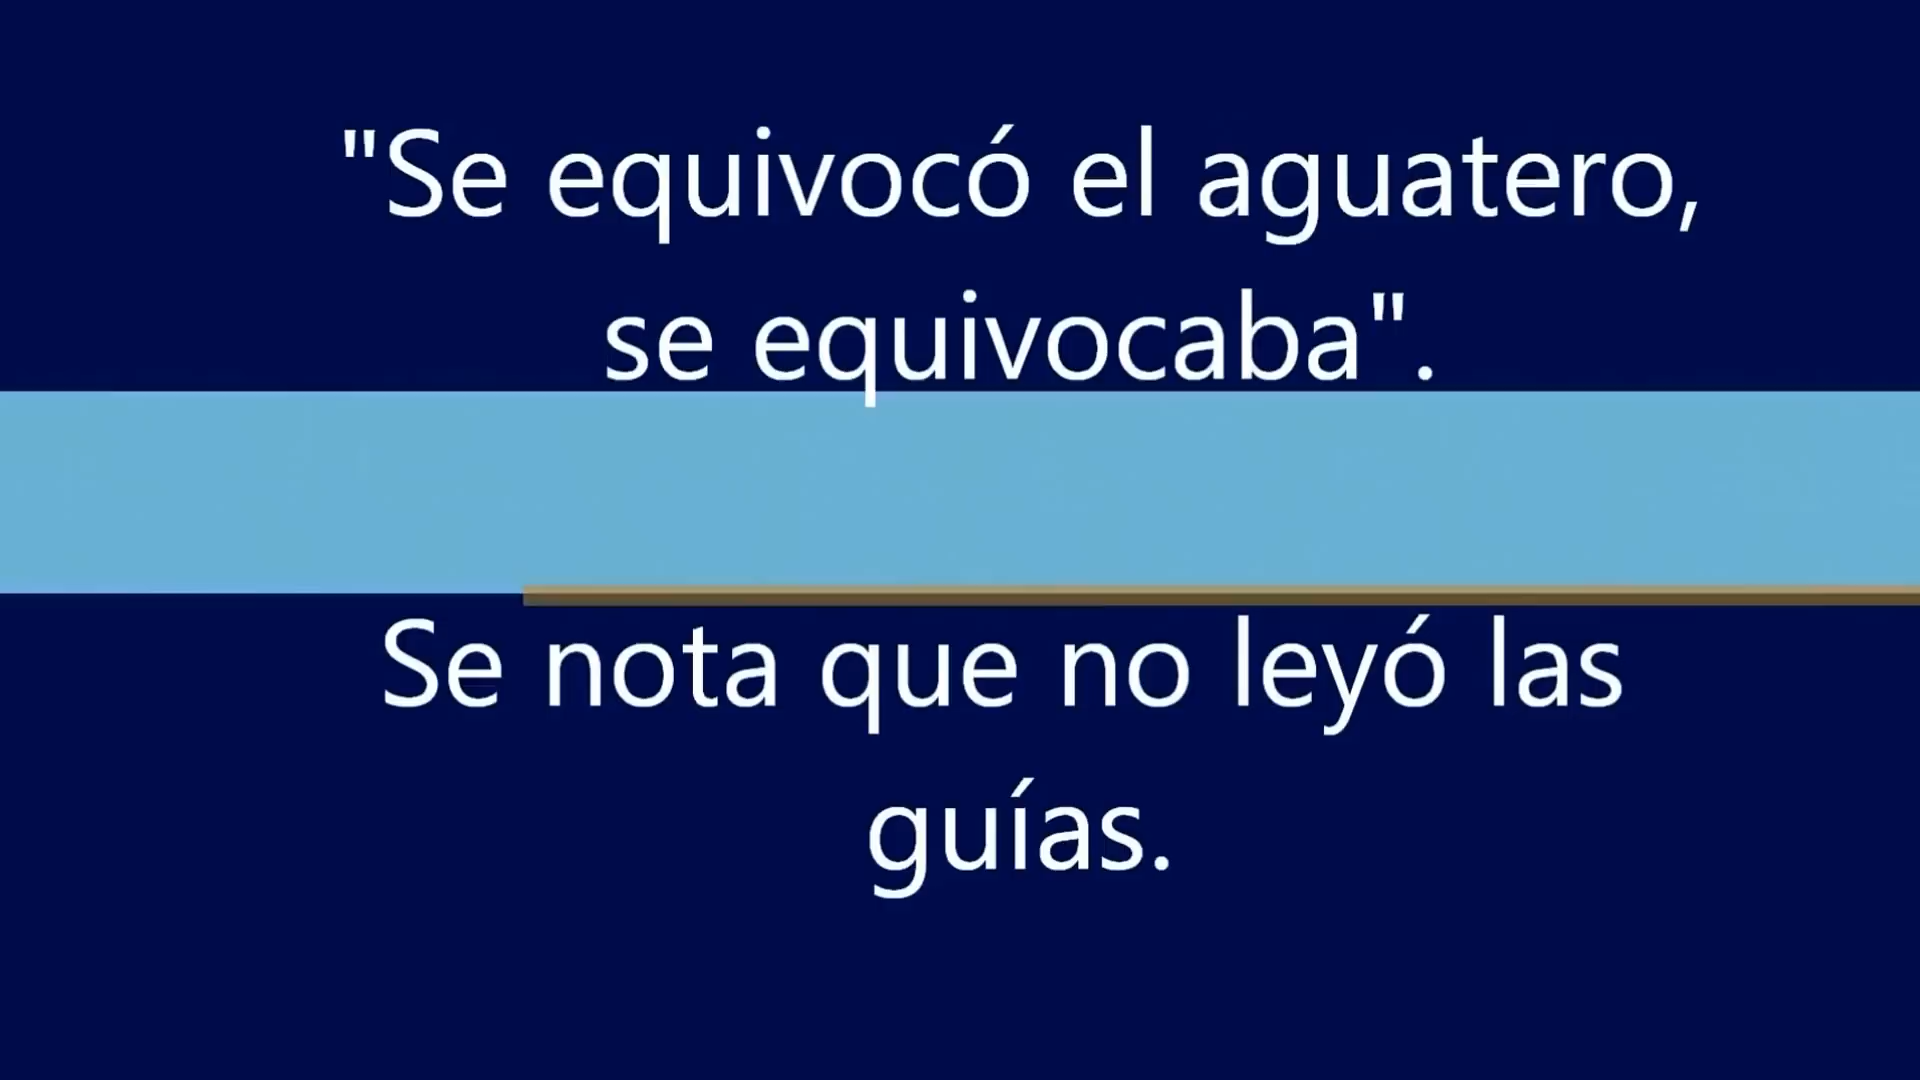 "Se equivocó el aguatero,
se equivocaba".
Se nota que no leyó las
guías.